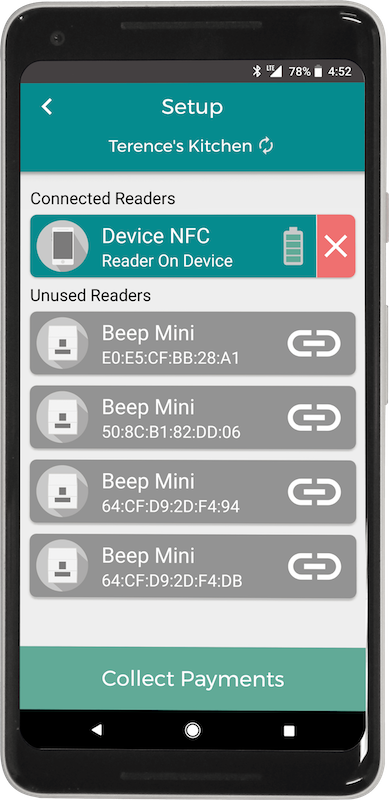 LTE 78% 4:52
Setup
Terence's Kitchen
Connected Readers
Device NFC
Reader On Device
Unused Readers
Beep Mini
E0:E5:CF:BB:28:A1
Beep Mini
50:8C:B1:82:DD:06
Beep Mini
64:CF:D9:2D:F4:94
Beep Mini
64:CF:D9:2D:F4:DB
Collect Payments